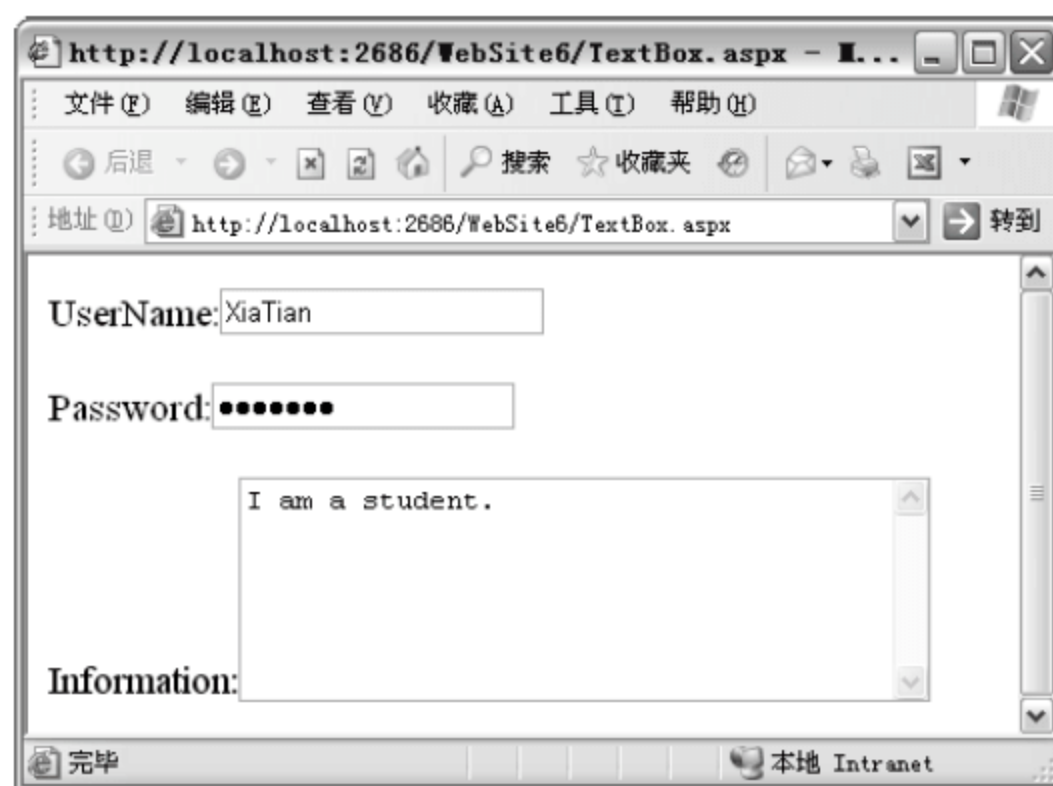 http://localhost:2686/WebSite6/TextBox.aspx - M...
文件(F) 编辑(E) 查看(V) 收藏(A) 工具(T) 帮助(H)
后退 搜索 收藏夹
地址(D) http://localhost:2686/WebSite6/TextBox.aspx 转到
UserName: XiaTian
Password: •••••••
I am a student.
Information:
完毕 本地 Intranet